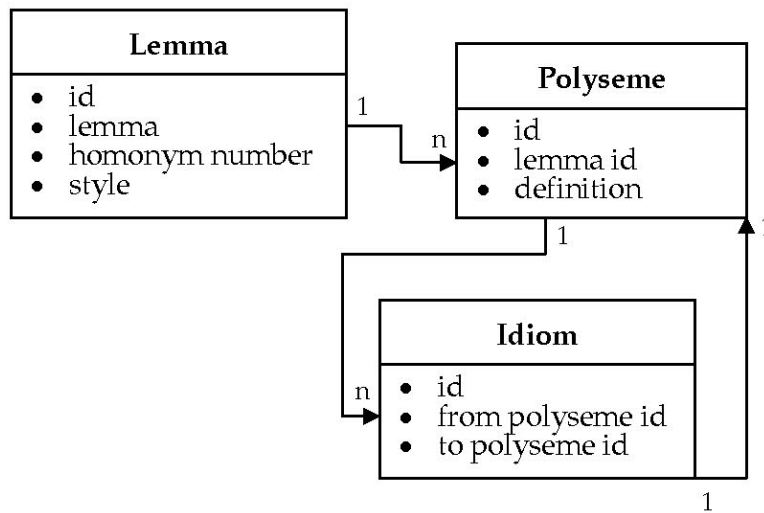 Lemma
• id
• lemma
• homonym number
• style
1
n
Polyseme
• id
• lemma id
• definition
1
n
Idiom
• id
• from polyseme id
• to polyseme id
1